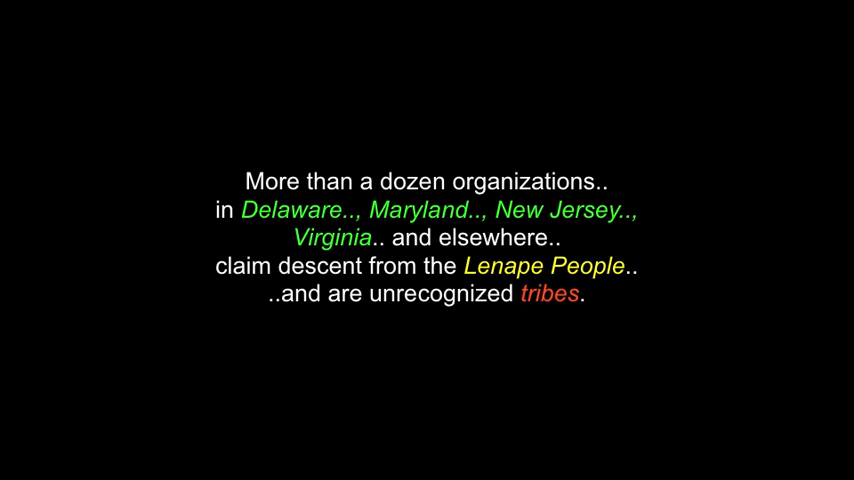 More than a dozen organizations..
in Delaware.., Maryland.., New Jersey..,
Virginia.. and elsewhere..
claim descent from the Lenape People..
..and are unrecognized tribes.